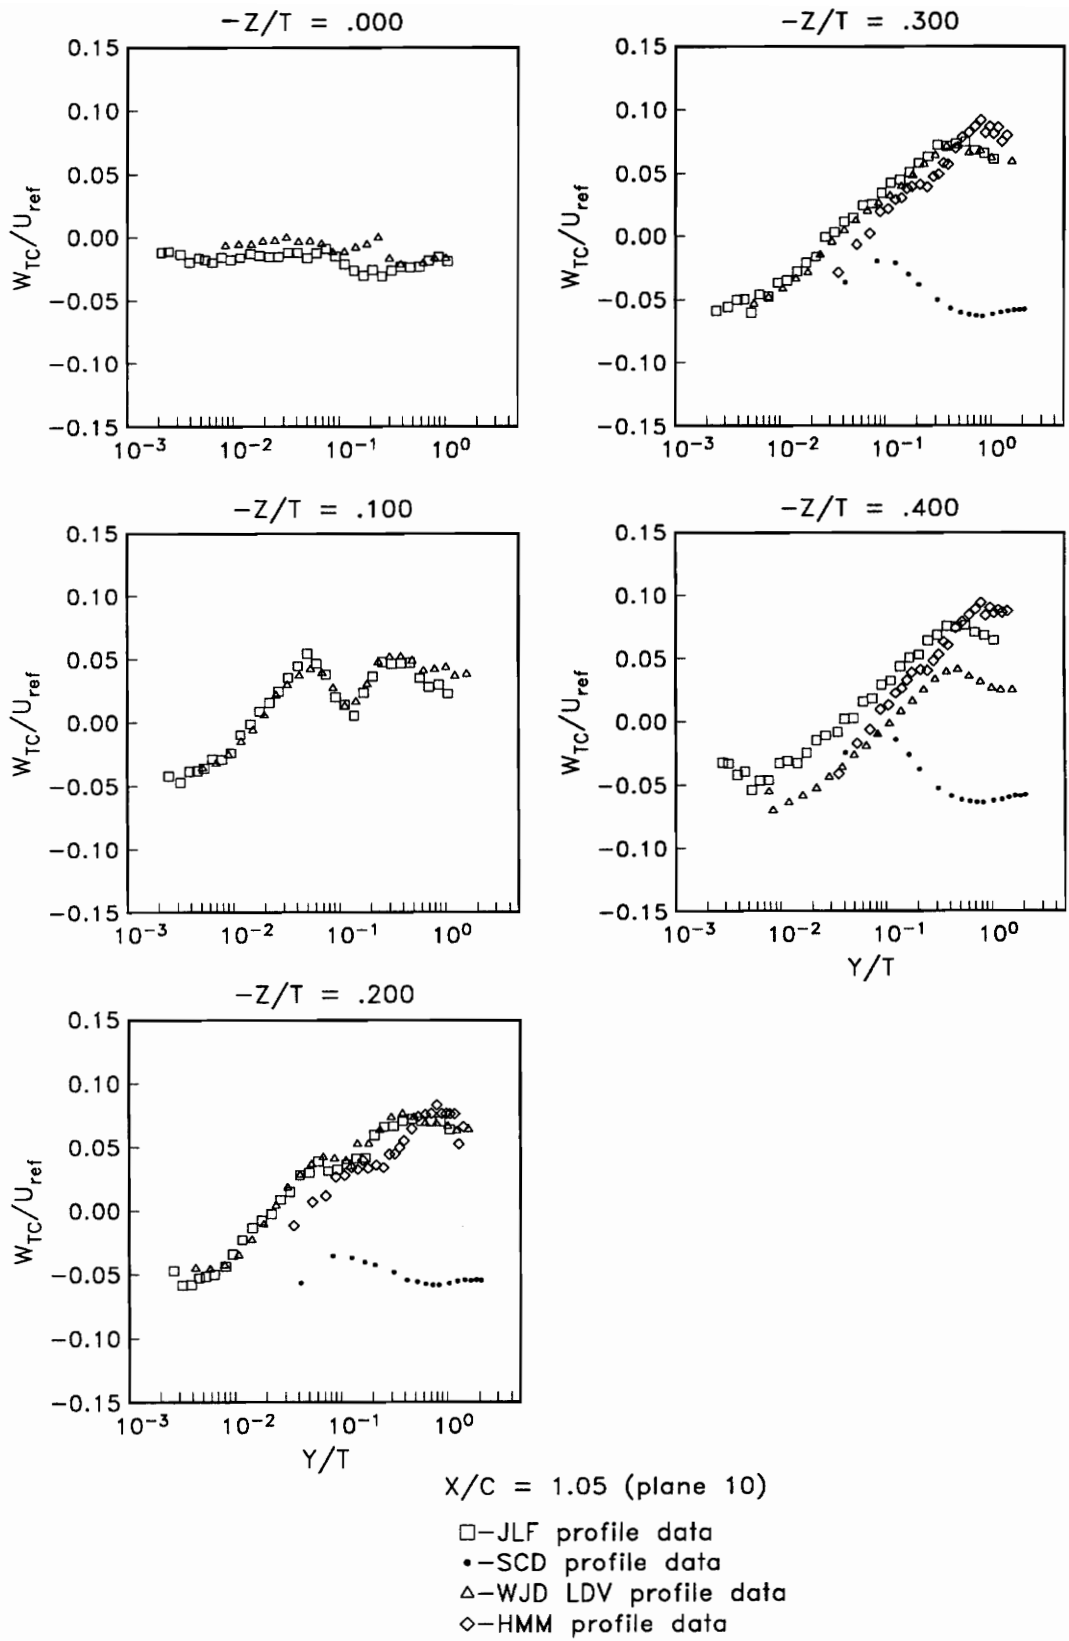 −Z/T = .000
0.15
0.10
0.05
0.00
−0.05
−0.10
−0.15
W_TC/U_ref
10^−3 10^−2 10^−1 10^0
−Z/T = .300
0.15
0.10
0.05
0.00
−0.05
−0.10
−0.15
W_TC/U_ref
10^−3 10^−2 10^−1 10^0
−Z/T = .100
0.15
0.10
0.05
0.00
−0.05
−0.10
−0.15
W_TC/U_ref
10^−3 10^−2 10^−1 10^0
−Z/T = .400
0.15
0.10
0.05
0.00
−0.05
−0.10
−0.15
W_TC/U_ref
10^−3 10^−2 10^−1 10^0
Y/T
−Z/T = .200
0.15
0.10
0.05
0.00
−0.05
−0.10
−0.15
W_TC/U_ref
10^−3 10^−2 10^−1 10^0
Y/T
X/C = 1.05 (plane 10)
□−JLF profile data
•−SCD profile data
△−WJD LDV profile data
◇−HMM profile data